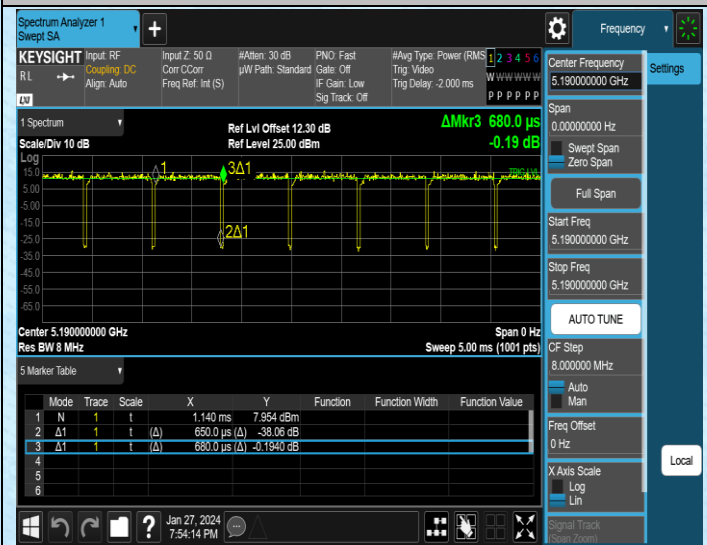 Spectrum Analyzer 1
Swept SA
+
Frequency
KEYSIGHT
RL
LXI
Input: RF
Coupling: DC
Align: Auto
Input Z: 50 Ω
Corr CCorr
Freq Ref: Int (S)
#Atten: 30 dB
µW Path: Standard
PNO: Fast
Gate: Off
IF Gain: Low
Sig Track: Off
#Avg Type: Power (RMS
Trig: Video
Trig Delay: -2.000 ms
1 2 3 4 5 6
W W W W W W
P P P P P P
1 Spectrum
Scale/Div 10 dB
Ref Lvl Offset 12.30 dB
Ref Level 25.00 dBm
ΔMkr3 680.0 µs
-0.19 dB
Log
15.0
5.00
-5.00
-15.0
-25.0
-35.0
-45.0
-55.0
-65.0
1
3Δ1
2Δ1
TRIG LVL
Center 5.190000000 GHz
Res BW 8 MHz
Span 0 Hz
Sweep 5.00 ms (1001 pts)
5 Marker Table
Mode Trace Scale X Y Function Function Width Function Value
1 N 1 t 1.140 ms 7.954 dBm
2 Δ1 1 t (Δ) 650.0 µs (Δ) -38.06 dB
3 Δ1 1 t (Δ) 680.0 µs (Δ) -0.1940 dB
4
5
6
Jan 27, 2024
7:54:14 PM
Center Frequency
5.190000000 GHz
Span
0.00000000 Hz
Swept Span
Zero Span
Full Span
Start Freq
5.190000000 GHz
Stop Freq
5.190000000 GHz
AUTO TUNE
CF Step
8.000000 MHz
Auto
Man
Freq Offset
0 Hz
X Axis Scale
Log
Lin
Signal Track
(Span Zoom)
Settings
Local